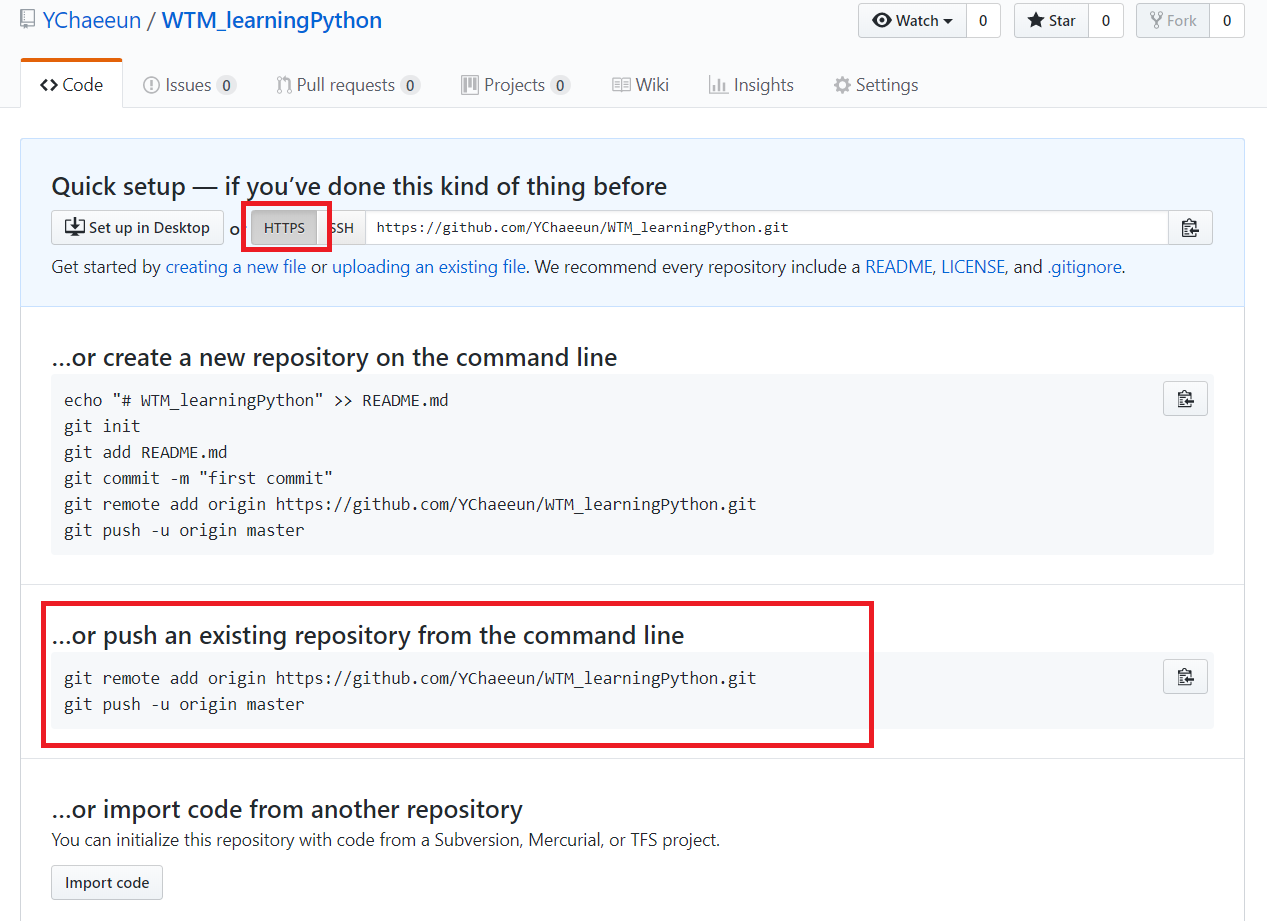 YChaeeun / WTM_learningPython
Watch 0 Star 0 Fork 0
Code Issues 0 Pull requests 0 Projects 0 Wiki Insights Settings
Quick setup — if you’ve done this kind of thing before
Set up in Desktop or HTTPS SSH https://github.com/YChaeeun/WTM_learningPython.git
Get started by creating a new file or uploading an existing file. We recommend every repository include a README, LICENSE, and .gitignore.
…or create a new repository on the command line
echo "# WTM_learningPython" >> README.md
git init
git add README.md
git commit -m "first commit"
git remote add origin https://github.com/YChaeeun/WTM_learningPython.git
git push -u origin master
…or push an existing repository from the command line
git remote add origin https://github.com/YChaeeun/WTM_learningPython.git
git push -u origin master
…or import code from another repository
You can initialize this repository with code from a Subversion, Mercurial, or TFS project.
Import code